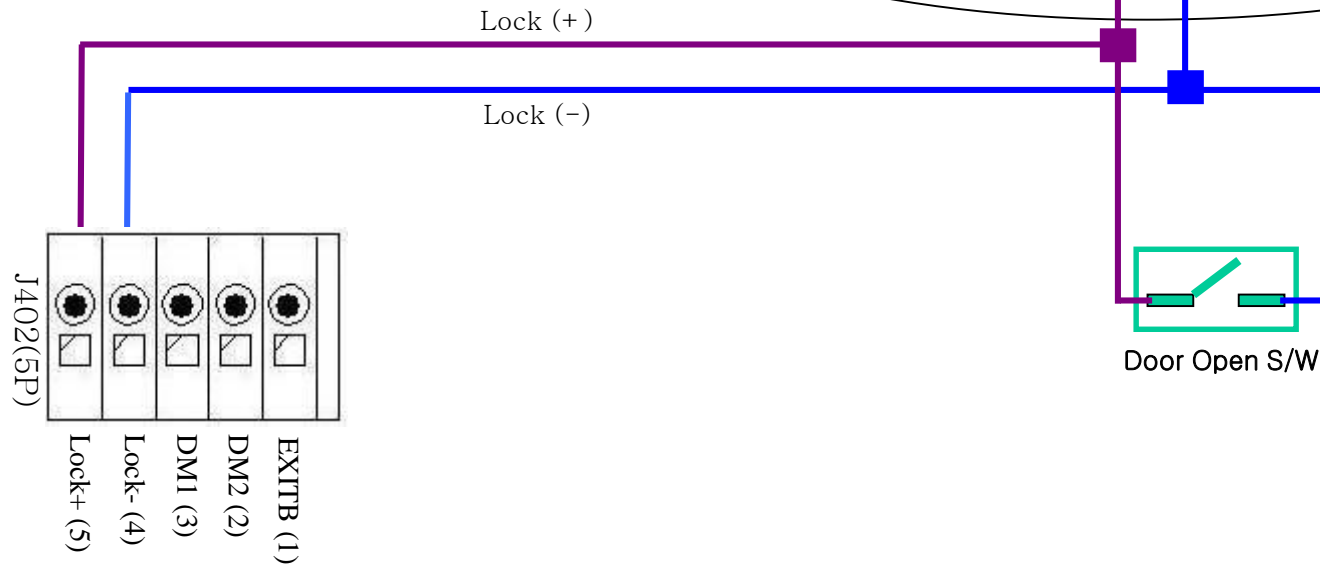 Lock (+)
Lock (-)
J402(5P)
Door Open S/W
Lock+ (5)
Lock- (4)
DM1 (3)
DM2 (2)
EXITB (1)